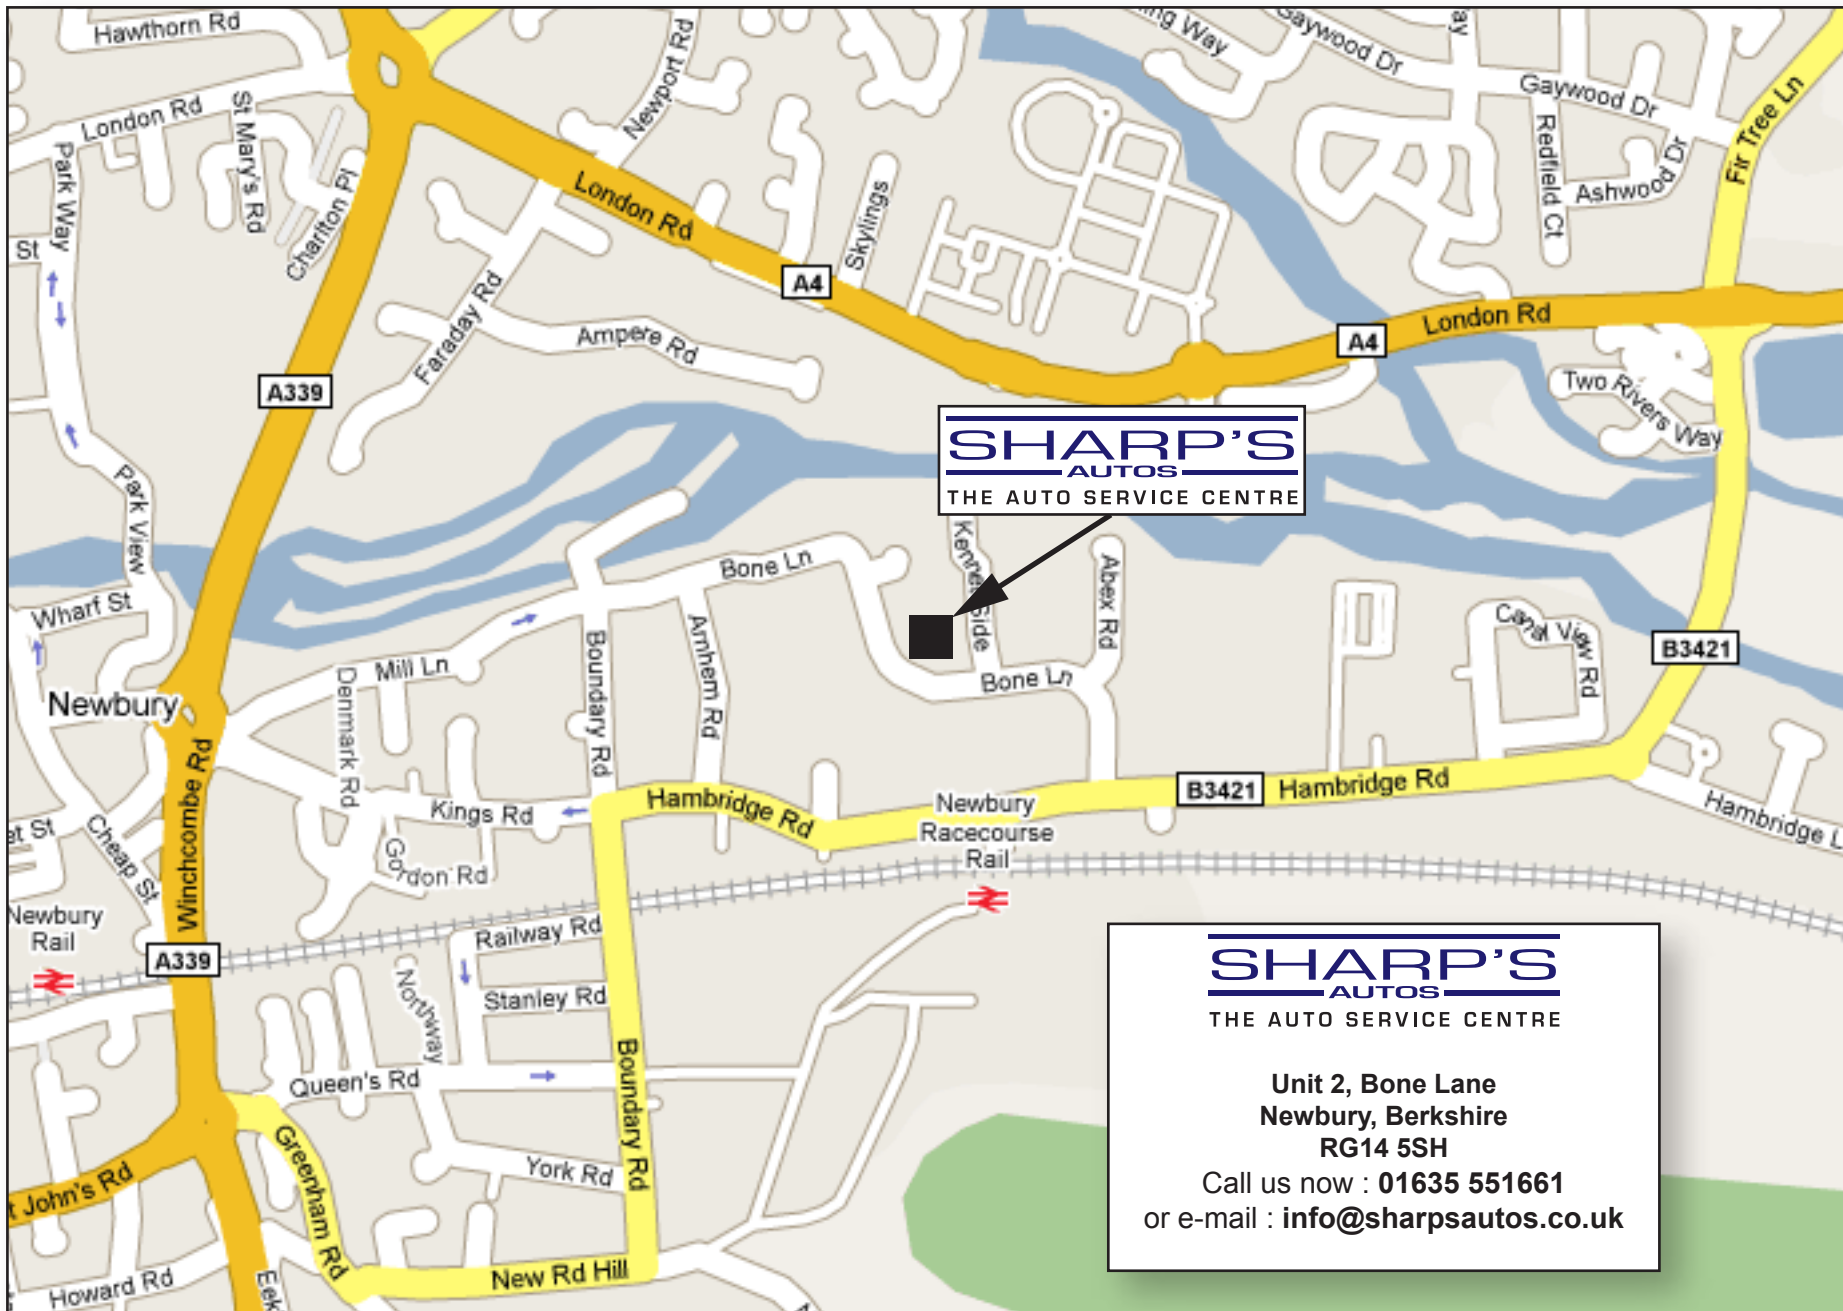 Hawthorn Rd
London Rd
St Mary's Rd
Park Way
St
Charlton Pl
Newport Rd
London Rd
A4
Skylings
Faraday Rd
Ampere Rd
A339
Way
Gaywood Dr
Gaywood Dr
Redfield Ct
Ashwood Dr
Fir Tree Ln
A4
London Rd
Two Rivers Way
SHARP'S
AUTOS
THE AUTO SERVICE CENTRE
Park View
Wharf St
Newbury
Mill Ln
Denmark Rd
Boundary Rd
Bone Ln
Arnhem Rd
Bone Ln
Abex Rd
Canal View Rd
B3421
Winchcombe Rd
Cheap St
Kings Rd
Gordon Rd
Hambridge Rd
Newbury
Racecourse
Rail
B3421
Hambridge Rd
Hambridge L
Newbury
Rail
A339
Railway Rd
Northway
Stanley Rd
Queen's Rd
Boundary Rd
York Rd
Greenham Rd
t John's Rd
Howard Rd
New Rd Hill
SHARP'S
AUTOS
THE AUTO SERVICE CENTRE
Unit 2, Bone Lane
Newbury, Berkshire
RG14 5SH
Call us now : 01635 551661
or e-mail : info@sharpsautos.co.uk